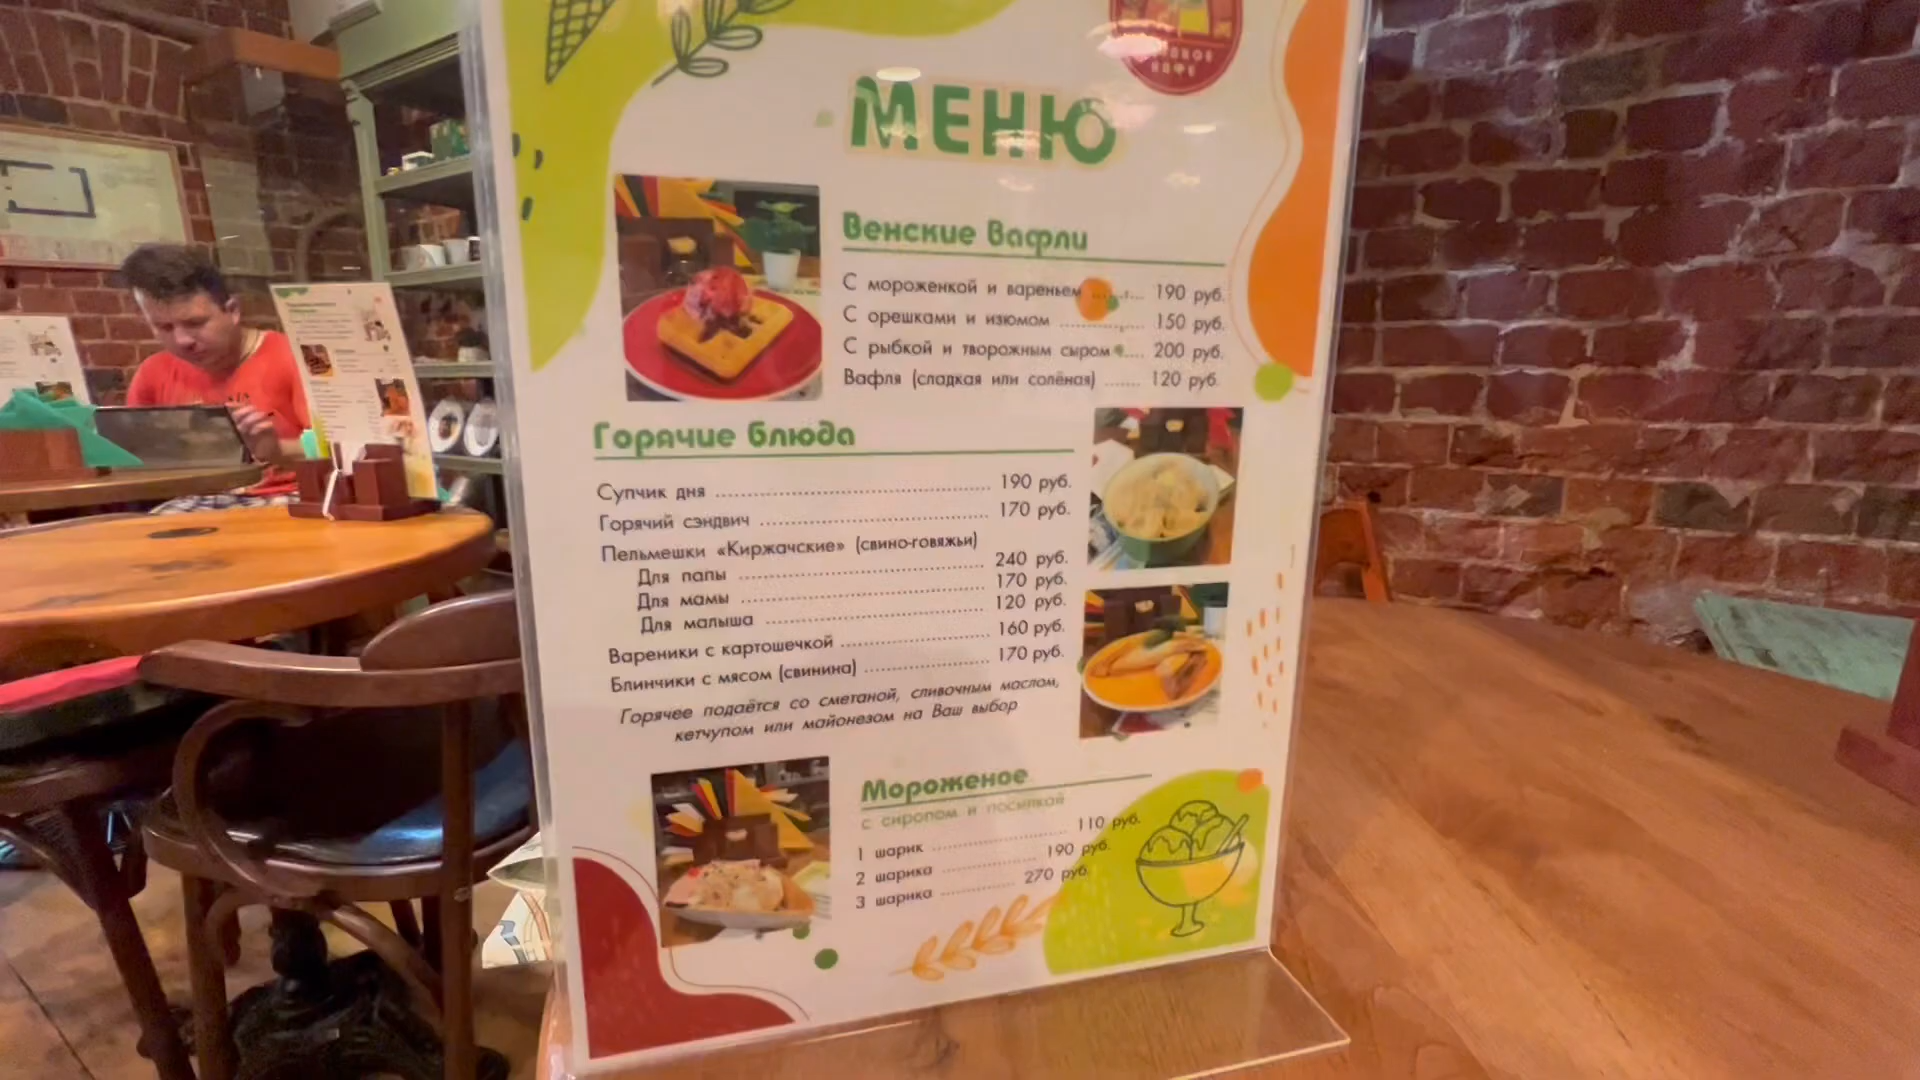 МЕНЮ
Венские вафли
С мороженкой и вареньем ........ 190 руб.
С орешками и изюмом ............... 150 руб.
С рыбкой и творожным сыром ..... 200 руб.
Вафля (сладкая или солёная) ....... 120 руб.
Горячие блюда
Супчик дня ................................ 190 руб.
Горячий сэндвич ......................... 170 руб.
Пельмешки «Киржачские» (свино-говяжьи)
Для папы ................................ 240 руб.
Для мамы ................................ 170 руб.
Для малыша ............................. 120 руб.
Вареники с картошечкой ................ 160 руб.
Блинчики с мясом (свинина) ............ 170 руб.
Горячее подаётся со сметаной, сливочным маслом,
кетчупом или майонезом на Ваш выбор
Мороженое
с сиропом и посыпкой
1 шарик .................. 110 руб.
2 шарика ............... 190 руб.
3 шарика ........... 270 руб.